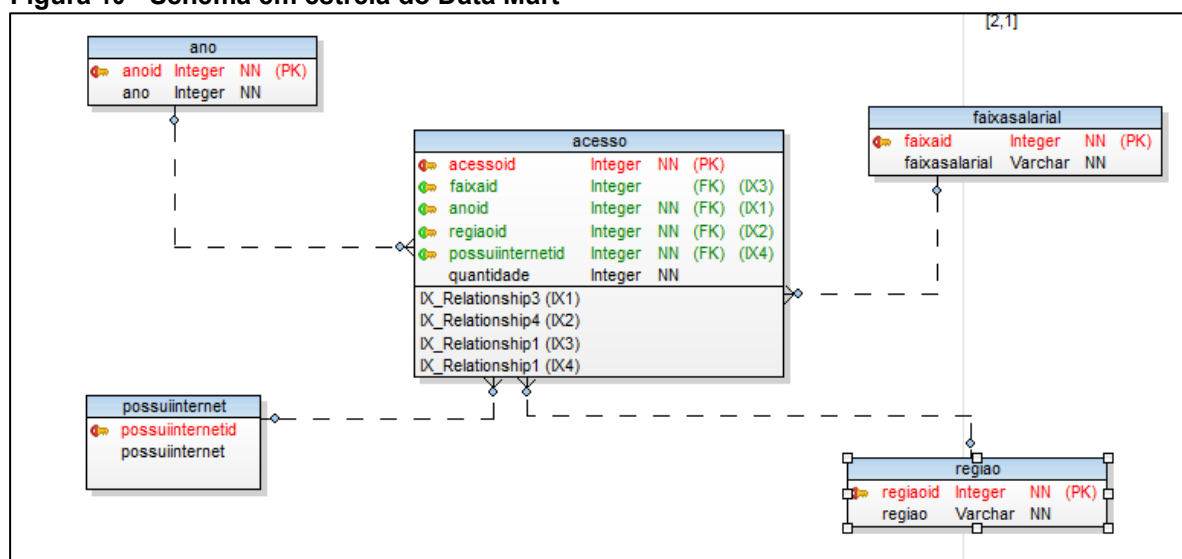 Figura 10 - Schoma em estrela do Data Mart
[2,1]
ano
anoid Integer NN (PK)
ano Integer NN
faixasalarial
faixaid Integer NN (PK)
faixasalarial Varchar NN
acesso
acessoid Integer NN (PK)
faixaid Integer (FK) (IX3)
anoid Integer NN (FK) (IX1)
regiaoid Integer NN (FK) (IX2)
possuiinternetid Integer NN (FK) (IX4)
quantidade Integer NN
IX_Relationship3 (IX1)
IX_Relationship4 (IX2)
IX_Relationship1 (IX3)
IX_Relationship1 (IX4)
possuiinternet
possuiinternetid
possuiinternet
regiao
regiaoid Integer NN (PK)
regiao Varchar NN